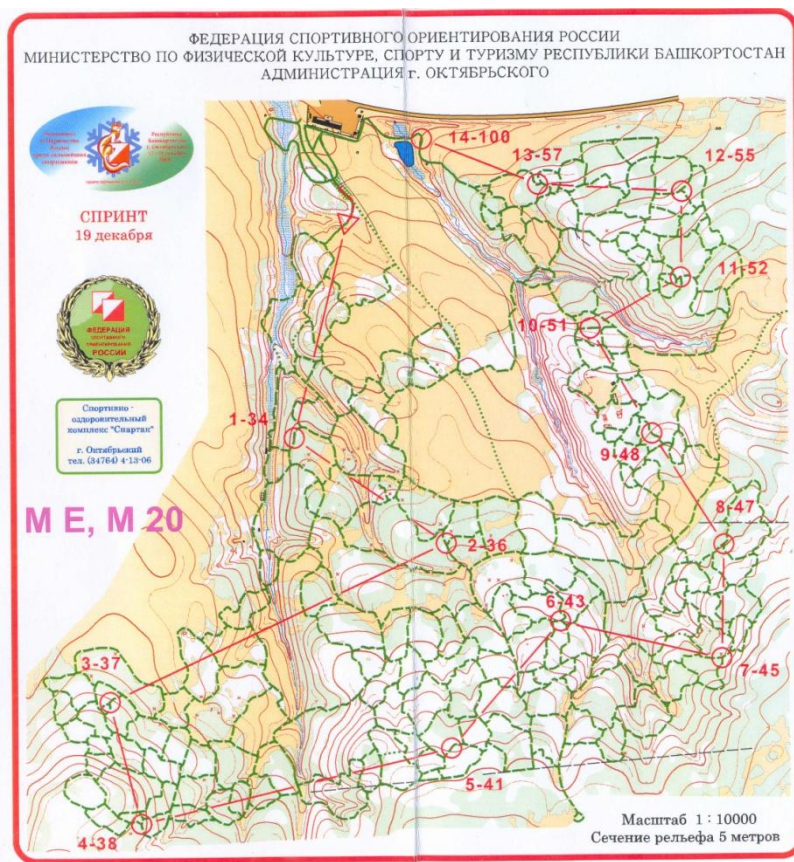 ФЕДЕРАЦИЯ СПОРТИВНОГО ОРИЕНТИРОВАНИЯ РОССИИ
МИНИСТЕРСТВО ПО ФИЗИЧЕСКОЙ КУЛЬТУРЕ, СПОРТУ И ТУРИЗМУ РЕСПУБЛИКИ БАШКОРТОСТАН
АДМИНИСТРАЦИЯ г. ОКТЯБРЬСКОГО
СПРИНТ
19 декабря
ФЕДЕРАЦИЯ
СПОРТИВНОГО
ОРИЕНТИРОВАНИЯ
РОССИИ
Спортивно -
оздоровительный
комплекс "Спартак"
г. Октябрьский
тел. (34764) 4-13-06
М Е, М 20
14-100
13-57
12-55
11-52
10-51
1-34
9-48
8-47
2-36
6-43
3-37
7-45
5-41
4-38
Масштаб 1 : 10000
Сечение рельефа 5 метров